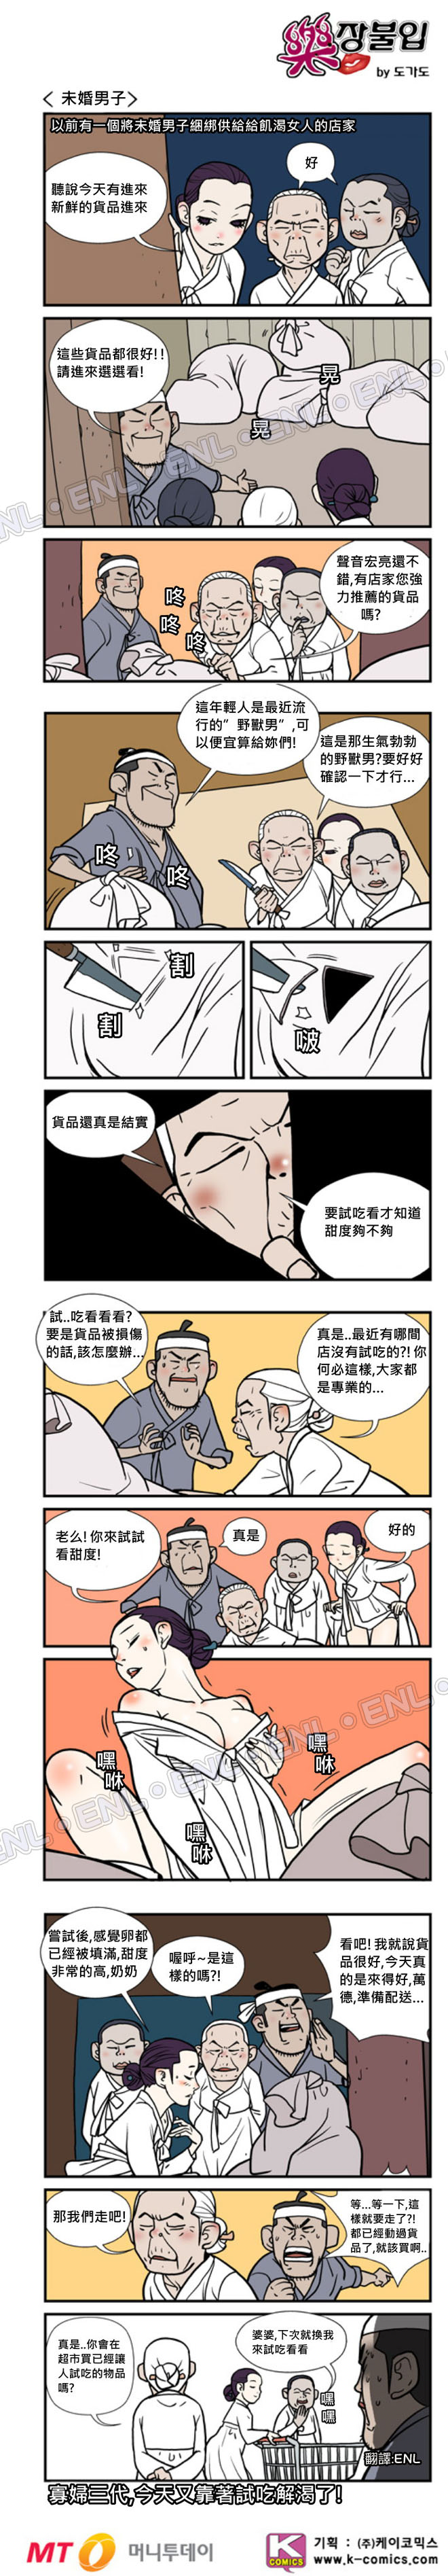 樂장불입
by 도가도
< 未婚男子>
以前有一個將未婚男子綑綁供給給飢渴女人的店家
聽說今天有進來
新鮮的貨品進來
好
這些貨品都很好!!
請進來選選看!
晃
晃
ENL·ENL·ENL·ENL
聲音宏亮還不
錯,有店家您強
力推薦的貨品
嗎?
咚
咚
咚
這年輕人是最近流
行的”野獸男”,可
以便宜算給妳們!
這是那生氣勃勃
的野獸男?要好好
確認一下才行...
咚
咚
割
割
啵
貨品還真是結實
要試吃看才知道
甜度夠不夠
試..吃看看看?
要是貨品被損傷
的話,該怎麼辦...
真是..最近有哪間
店沒有試吃的?!你
何必這樣,大家都
是專業的...
老么!你來試試
看甜度!
真是
好的
嘿
咻
嘿
咻
嘿
咻
ENL·ENL·ENL·ENL
嘗試後,感覺卵都
已經被填滿,甜度
非常的高,奶奶
喔呼~是這
樣的嗎?!
看吧!我就說貨
品很好,今天真
的是來得好,萬
德,準備配送...
那我們走吧!
等...等一下,這
樣就要走了?!
都已經動過貨
品了,就該買啊..
真是..你會在
超市買已經讓
人試吃的物品
嗎?
婆婆,下次就換我
來試吃看看
嘿
嘿
翻譯:ENL
寡婦三代,今天又靠著試吃解渴了!
MT 머니투데이
K COMICS
기획 : (주)케이코믹스
www.k-comics.com